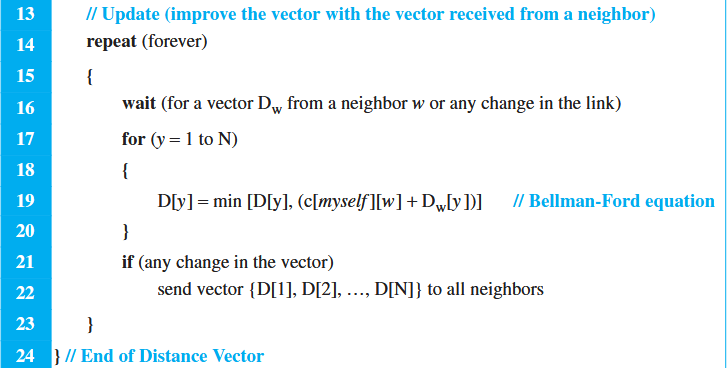 13 // Update (improve the vector with the vector received from a neighbor)
14 repeat (forever)
15 {
16 wait (for a vector Dw from a neighbor w or any change in the link)
17 for (y = 1 to N)
18 {
19 D[y] = min [D[y], (c[myself][w] + Dw[y])] // Bellman-Ford equation
20 }
21 if (any change in the vector)
22 send vector {D[1], D[2], …, D[N]} to all neighbors
23 }
24 } // End of Distance Vector